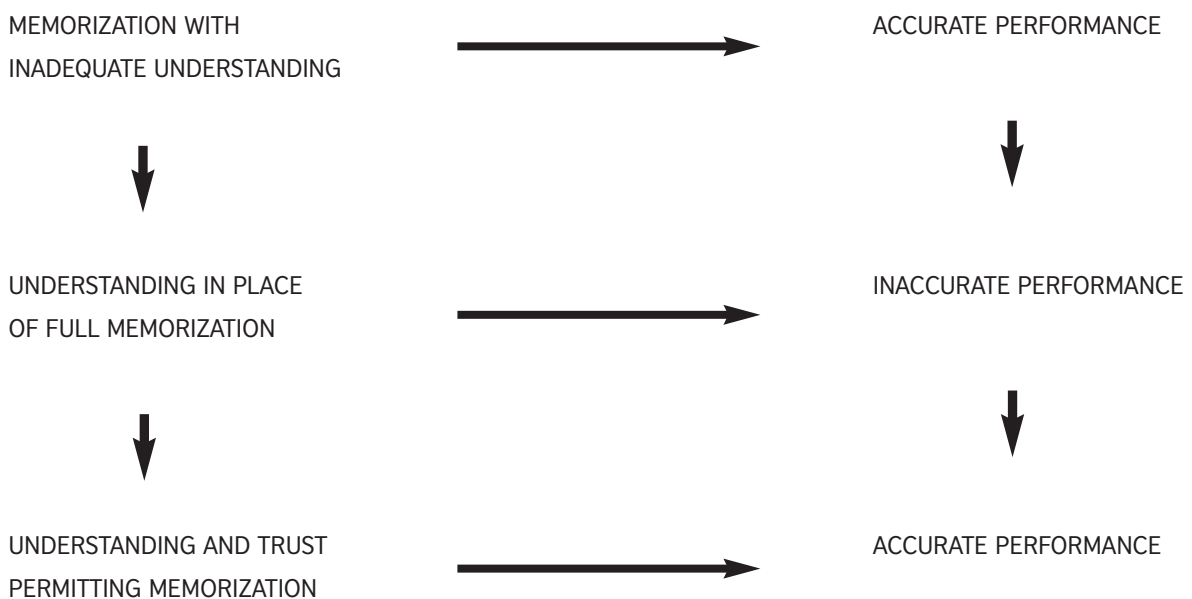 MEMORIZATION WITH
INADEQUATE UNDERSTANDING
ACCURATE PERFORMANCE
UNDERSTANDING IN PLACE
OF FULL MEMORIZATION
INACCURATE PERFORMANCE
UNDERSTANDING AND TRUST
PERMITTING MEMORIZATION
ACCURATE PERFORMANCE